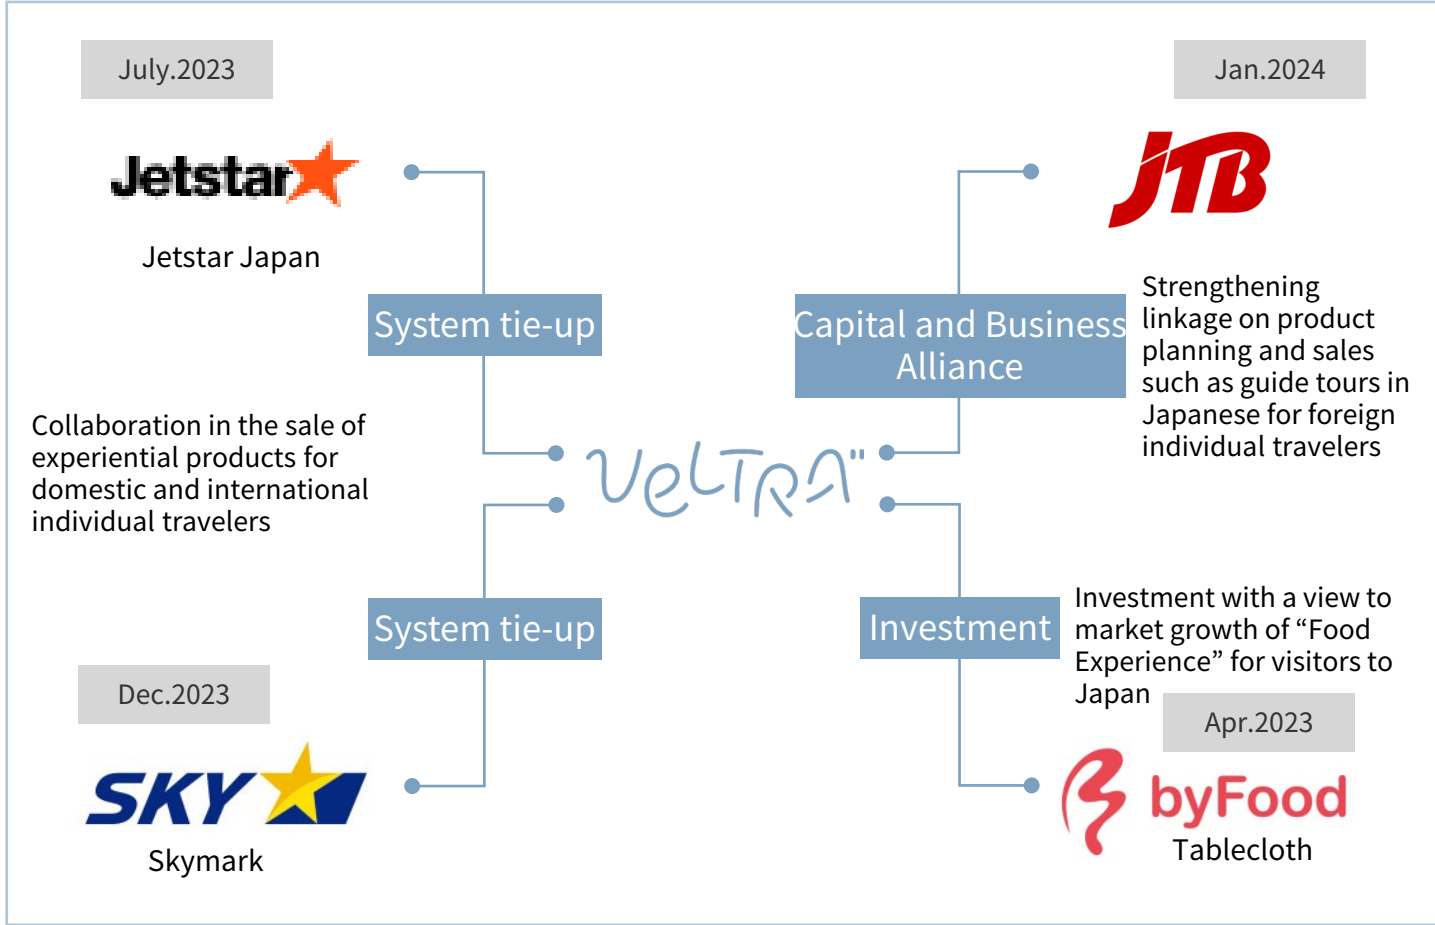 July.2023
Jetstar
Jetstar Japan
System tie-up
Collaboration in the sale of
experiential products for
domestic and international
individual travelers
System tie-up
Dec.2023
SKY
Skymark
VELTRA
Jan.2024
JTB
Capital and Business
Alliance
Strengthening
linkage on product
planning and sales
such as guide tours in
Japanese for foreign
individual travelers
Investment
Investment with a view to
market growth of “Food
Experience” for visitors to
Japan
Apr.2023
byFood
Tablecloth